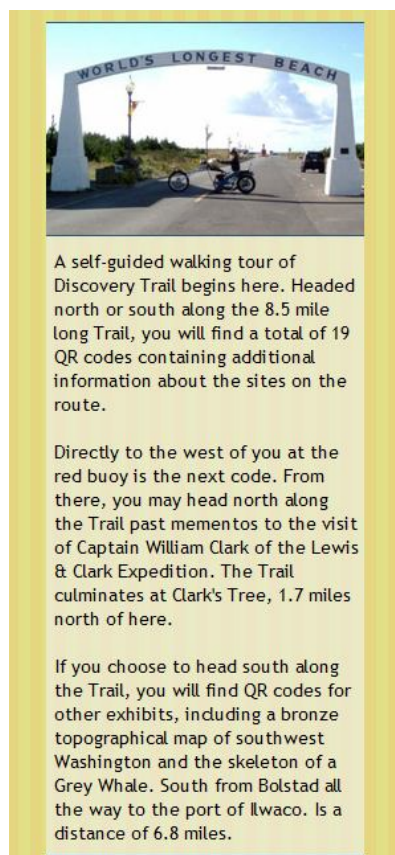 WORLD'S LONGEST BEACH
A self-guided walking tour of
Discovery Trail begins here. Headed
north or south along the 8.5 mile
long Trail, you will find a total of 19
QR codes containing additional
information about the sites on the
route.
Directly to the west of you at the
red buoy is the next code. From
there, you may head north along
the Trail past mementos to the visit
of Captain William Clark of the Lewis
& Clark Expedition. The Trail
culminates at Clark's Tree, 1.7 miles
north of here.
If you choose to head south along
the Trail, you will find QR codes for
other exhibits, including a bronze
topographical map of southwest
Washington and the skeleton of a
Grey Whale. South from Bolstad all
the way to the port of Ilwaco. Is a
distance of 6.8 miles.